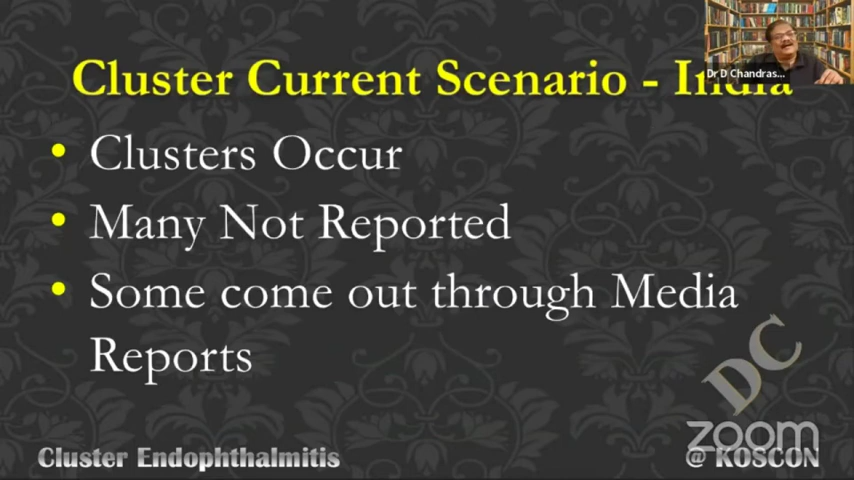 Dr D Chandras...
Cluster Current Scenario - India
• Clusters Occur
• Many Not Reported
• Some come out through Media
Reports
DC
zoom
Cluster Endophthalmitis
@ KOSCON